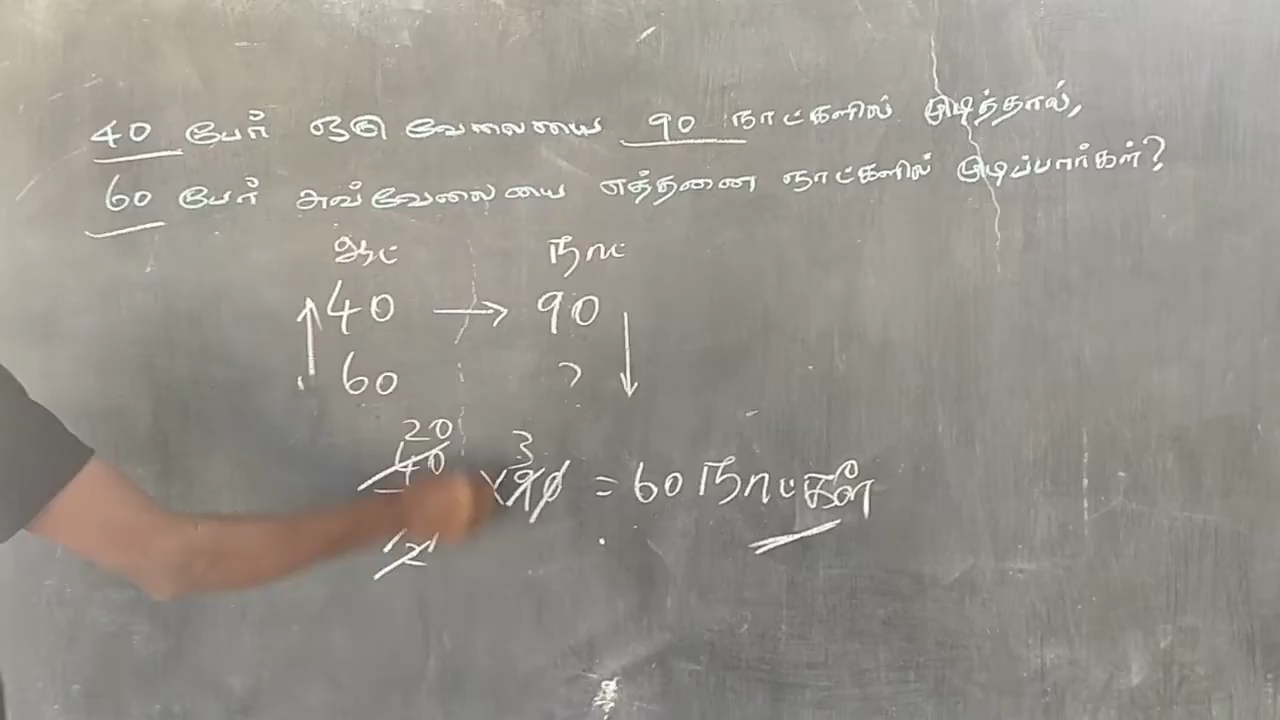 40 பேர் ஒரு வேலையை 90 நாட்களில் முடித்தால்,
60 பேர் அவ்வேலையை எத்தனை நாட்களில் முடிப்பார்கள்?
ஆட் நாட்
40 → 90
60 ?
20 3
40 × 90 = 60 நாட்கள்